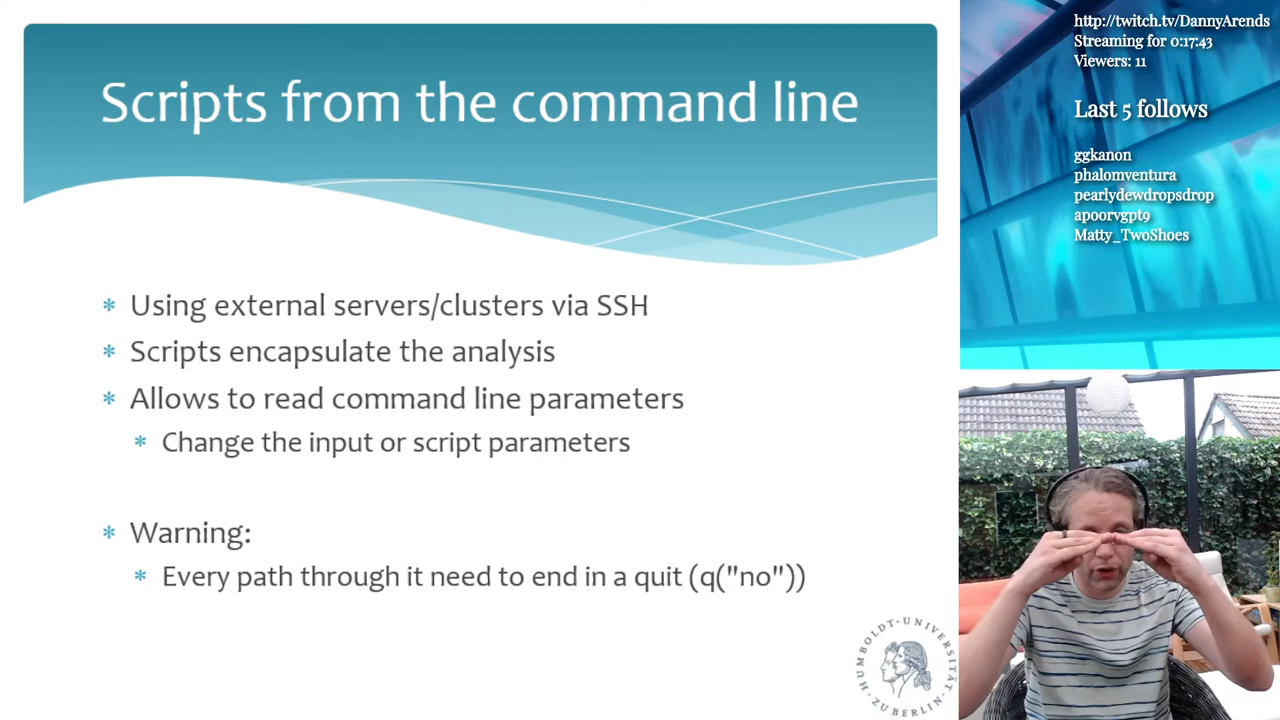 Scripts from the command line
Using external servers/clusters via SSH
Scripts encapsulate the analysis
Allows to read command line parameters
Change the input or script parameters
Warning:
Every path through it need to end in a quit (q("no"))
HUMBOLDT-UNIVERSITÄT
ZU BERLIN
http://twitch.tv/DannyArends
Streaming for 0:17:43
Viewers: 11
Last 5 follows
ggkanon
phalomventura
pearlydewdropsdrop
apoorvgpt9
Matty_TwoShoes